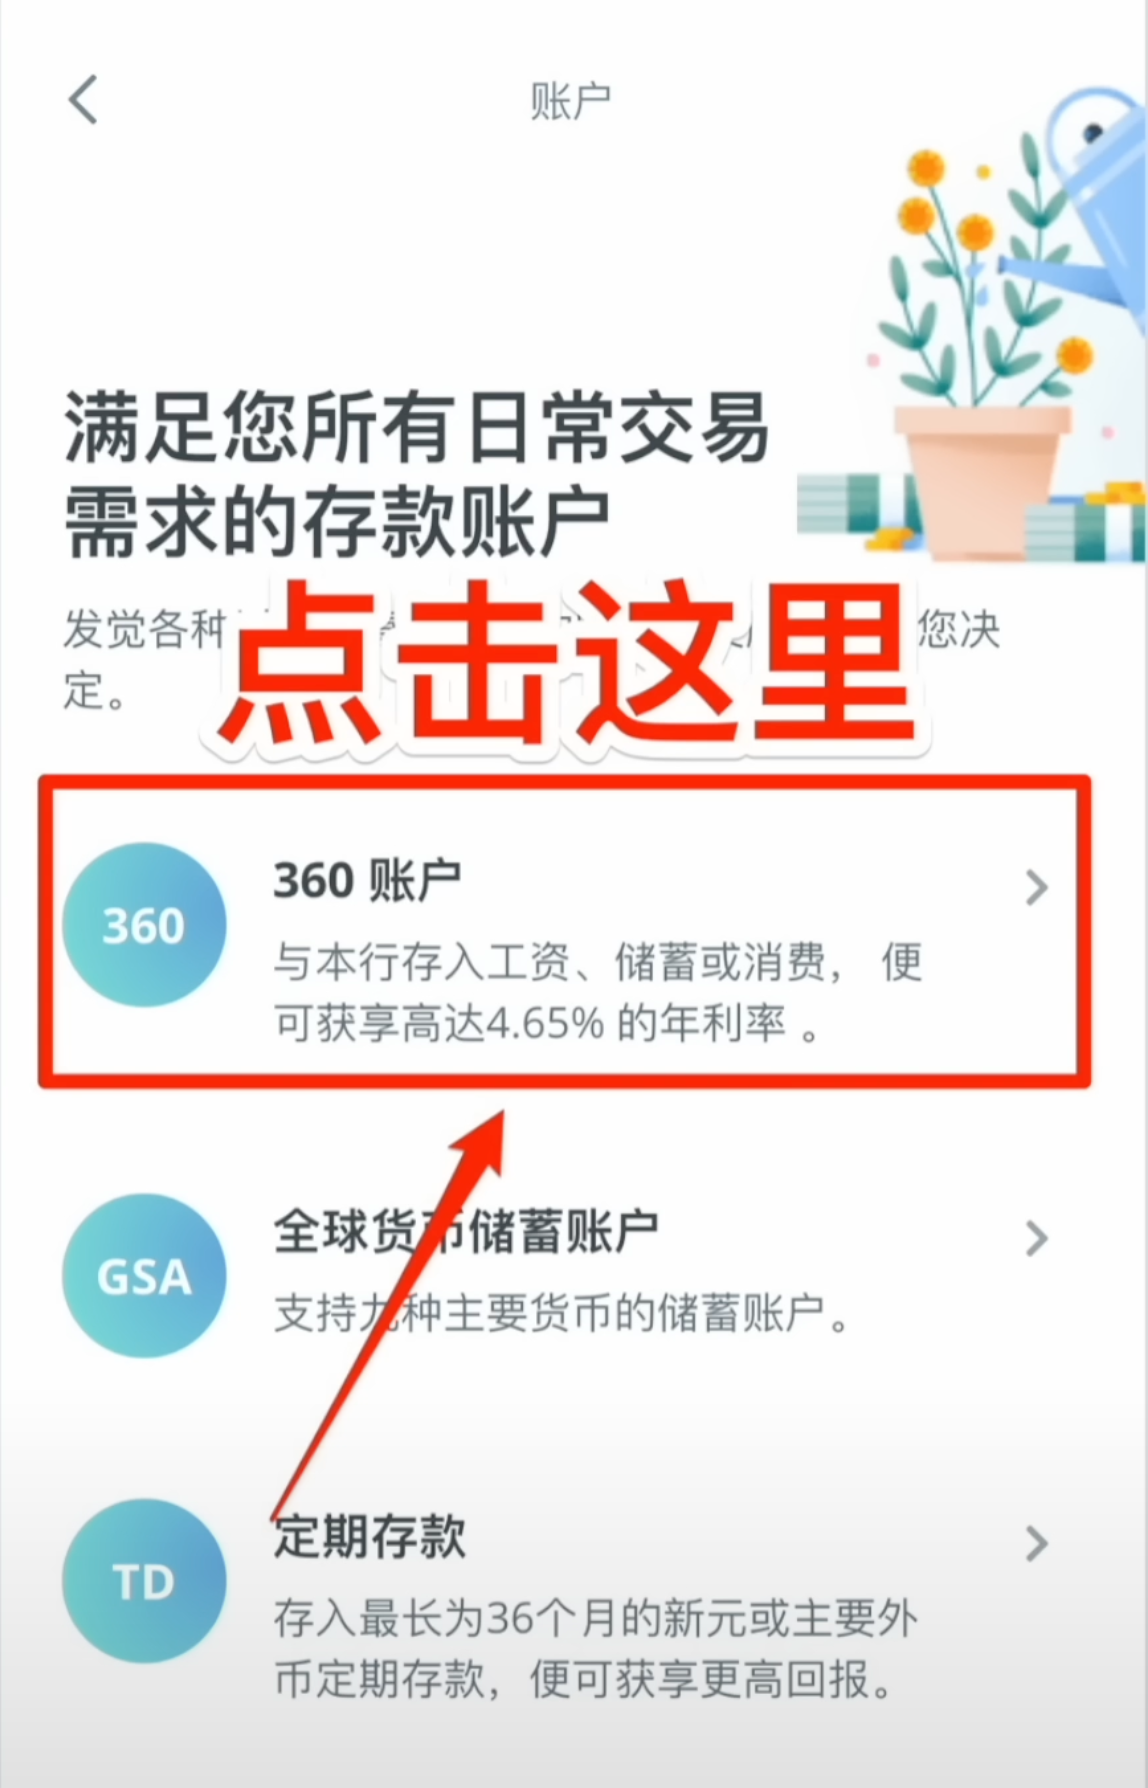 账户
满足您所有日常交易
需求的存款账户
发觉各种
您决
定。
点击这里
360
360 账户
与本行存入工资、储蓄或消费， 便
可获享高达4.65% 的年利率 。
GSA
全球货币储蓄账户
支持九种主要货币的储蓄账户。
TD
定期存款
存入最长为36个月的新元或主要外
币定期存款，便可获享更高回报。